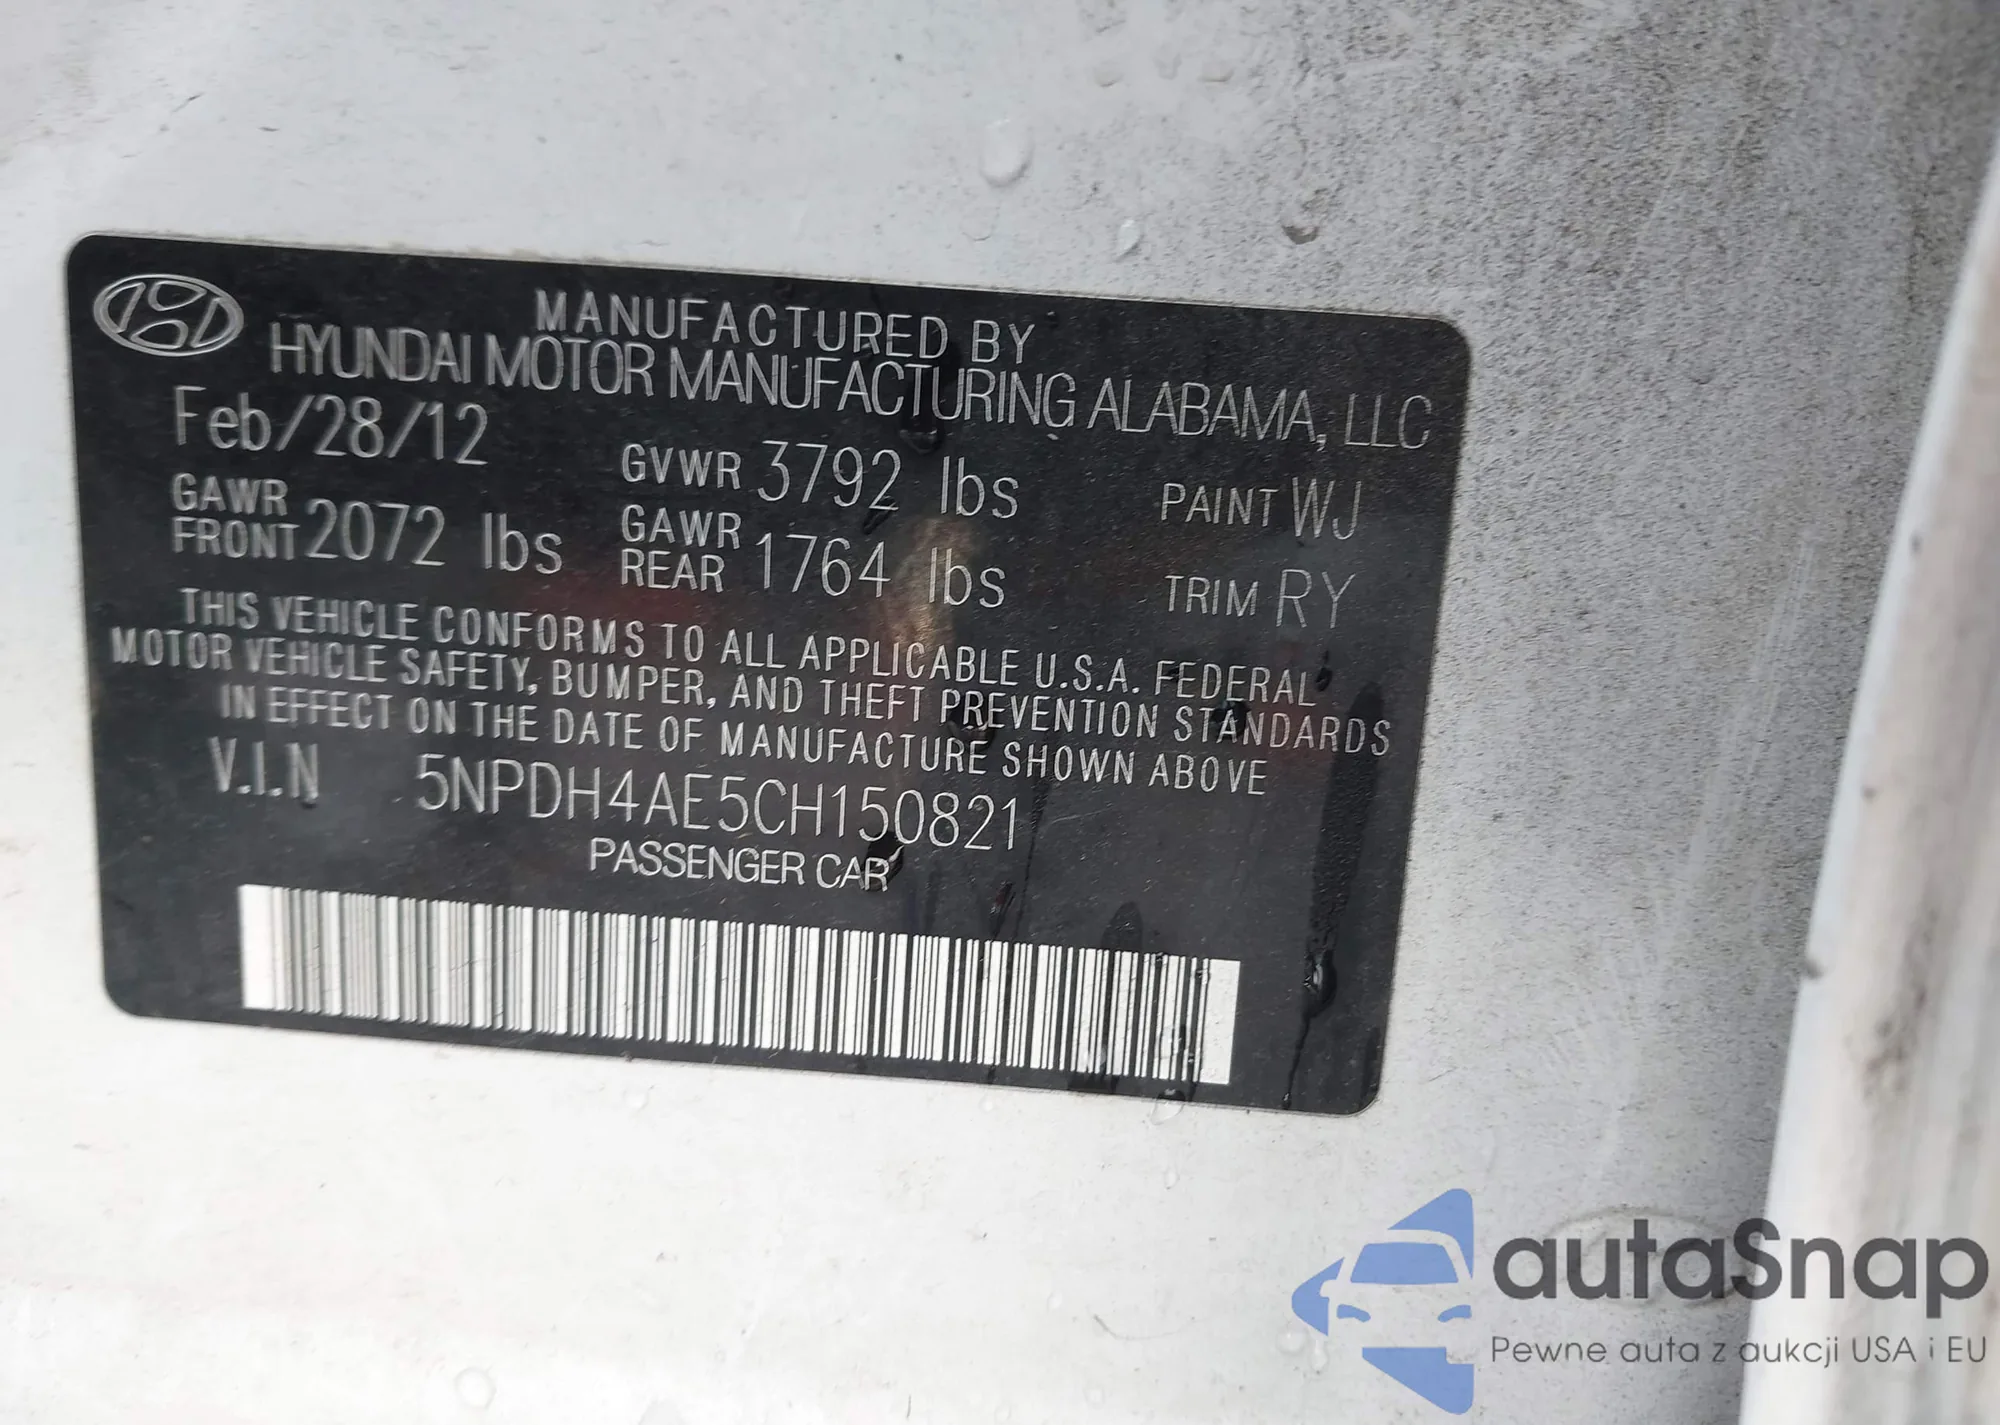 MANUFACTURED BY
HYUNDAI MOTOR MANUFACTURING ALABAMA, LLC
Feb/28/12
GVWR 3792 lbs
PAINT WJ
GAWR
FRONT 2072 lbs
GAWR
REAR 1764 lbs
TRIM RY
THIS VEHICLE CONFORMS TO ALL APPLICABLE U.S.A. FEDERAL
MOTOR VEHICLE SAFETY, BUMPER, AND THEFT PREVENTION STANDARDS
IN EFFECT ON THE DATE OF MANUFACTURE SHOWN ABOVE
V.I.N 5NPDH4AE5CH150821
PASSENGER CAR
autaSnap
Pewne auta z aukcji USA i EU